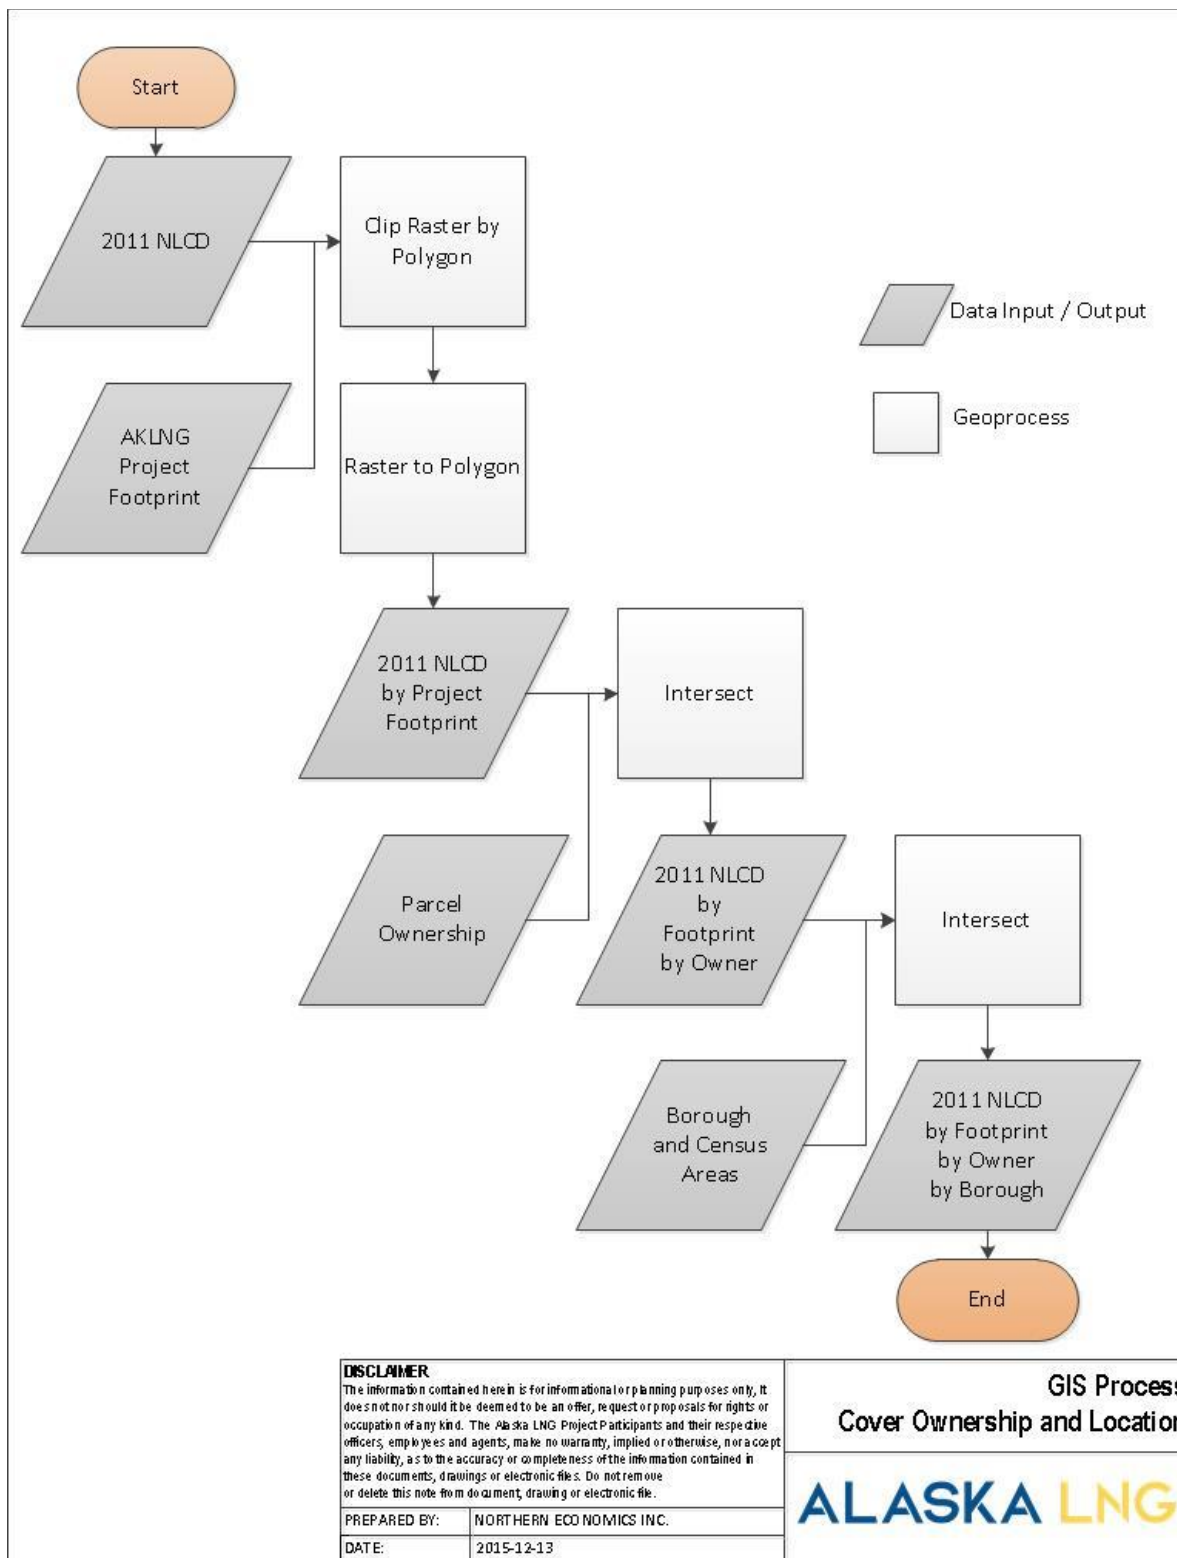 Start
2011 NLCD
Clip Raster by
Polygon
Data Input / Output
Geoprocess
AKLNG
Project
Footprint
Raster to Polygon
2011 NLCD
by Project
Footprint
Intersect
Parcel
Ownership
2011 NLCD
by
Footprint
by Owner
Intersect
Borough
and Census
Areas
2011 NLCD
by Footprint
by Owner
by Borough
End
DISCLAIMER
The information contained herein is for informational or planning purposes only, It
does not nor should it be deemed to be an offer, request or proposals for rights or
occupation of any kind. The Alaska LNG Project Participants and their respective
officers, employees and agents, make no warranty, implied or otherwise, nor accept
any liability, as to the accuracy or completeness of the information contained in
these documents, drawings or electronic files. Do not remove
or delete this note from document, drawing or electronic file.
PREPARED BY: NORTHERN ECONOMICS INC.
DATE: 2015-12-13
GIS Process
Cover Ownership and Location
ALASKA LNG